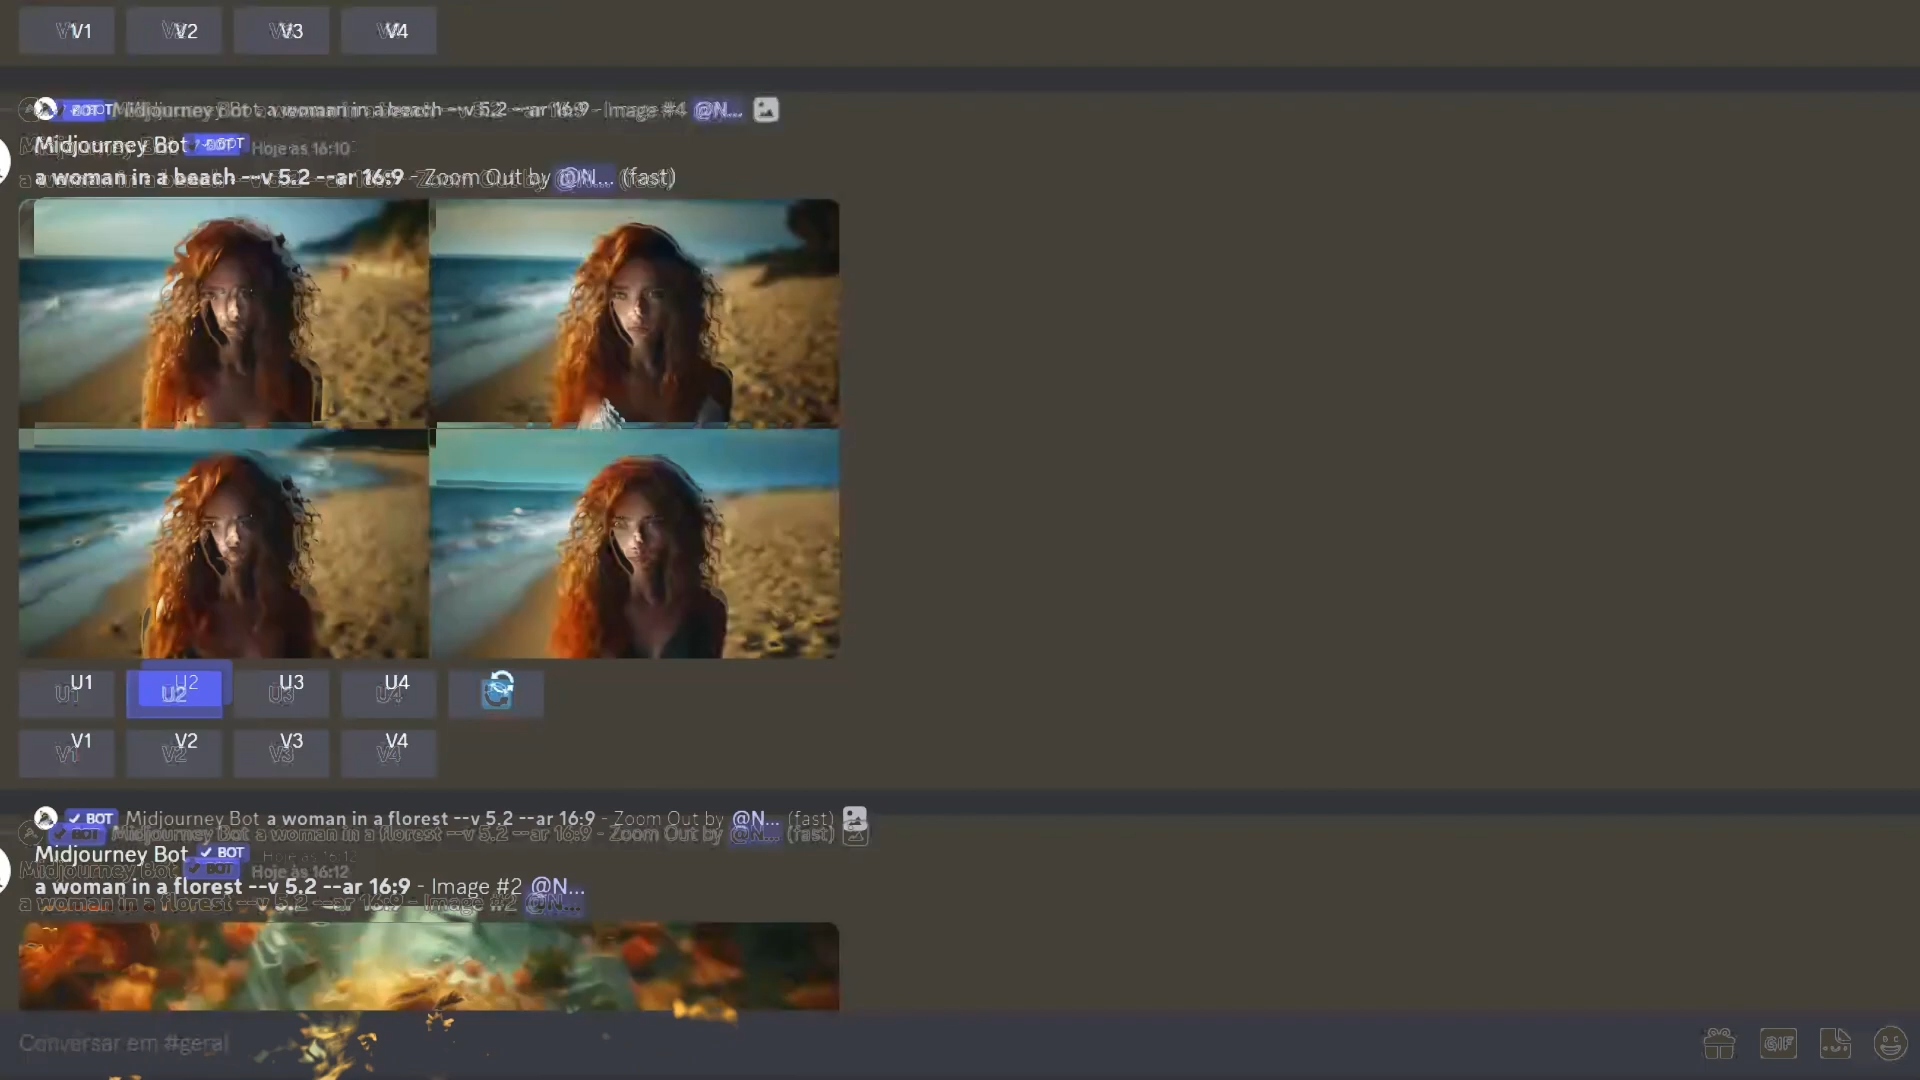 V1 V2 V3 V4
BOT Midjourney Bot a woman in a beach --v 5.2 --ar 16:9 - Image #4 @N...
Midjourney Bot BOT Hoje às 16:10
a woman in a beach --v 5.2 --ar 16:9 - Zoom Out by @N... (fast)
U1 U2 U3 U4
V1 V2 V3 V4
BOT Midjourney Bot a woman in a florest --v 5.2 --ar 16:9 - Zoom Out by @N... (fast)
Midjourney Bot BOT Hoje às 16:12
a woman in a florest --v 5.2 --ar 16:9 - Image #2 @N...
Conversar em #geral
GIF